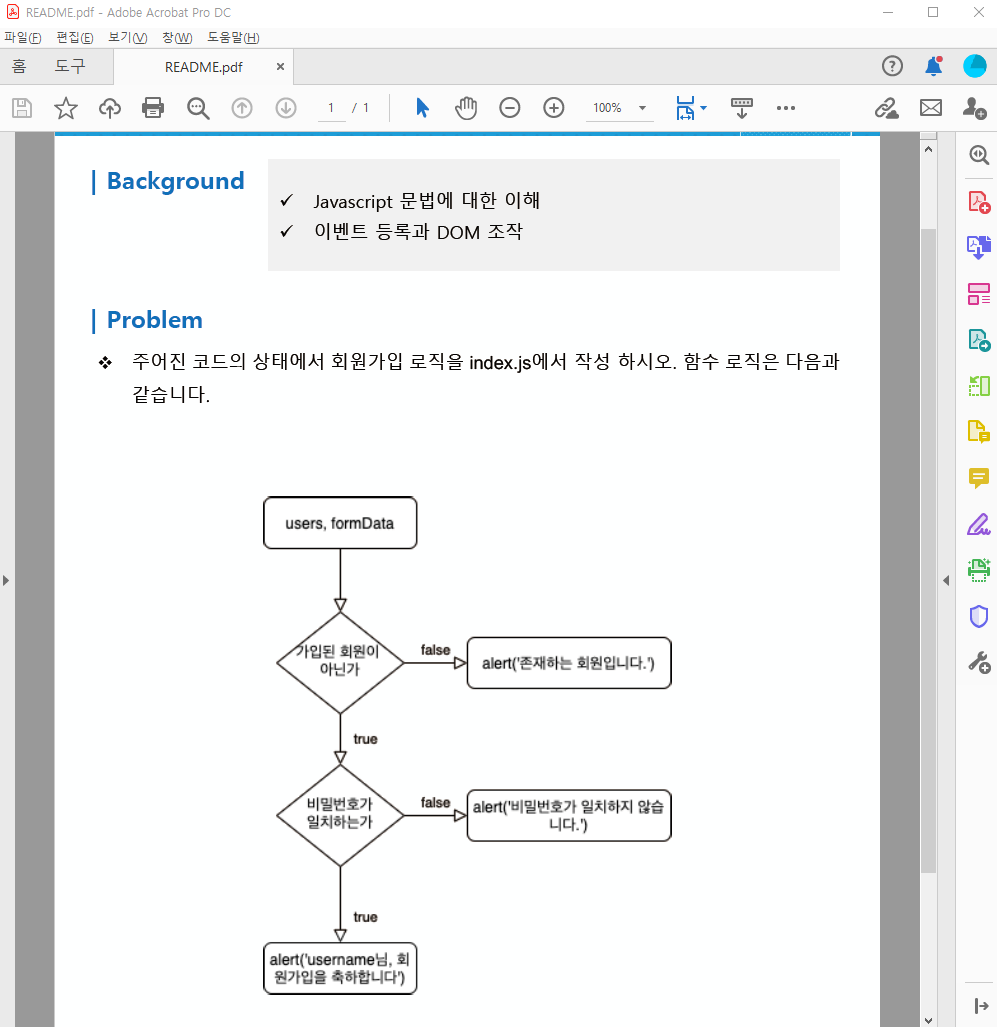 README.pdf - Adobe Acrobat Pro DC
파일(F) 편집(E) 보기(V) 창(W) 도움말(H)
홈 도구 README.pdf ×
1 / 1 100%
| Background
✓ Javascript 문법에 대한 이해
✓ 이벤트 등록과 DOM 조작
| Problem
❖ 주어진 코드의 상태에서 회원가입 로직을 index.js에서 작성 하시오. 함수 로직은 다음과
같습니다.
users, formData
가입된 회원이
아닌가
false
alert('존재하는 회원입니다.')
true
비밀번호가
일치하는가
false
alert('비밀번호가 일치하지 않습
니다.')
true
alert('username님, 회
원가입을 축하합니다')